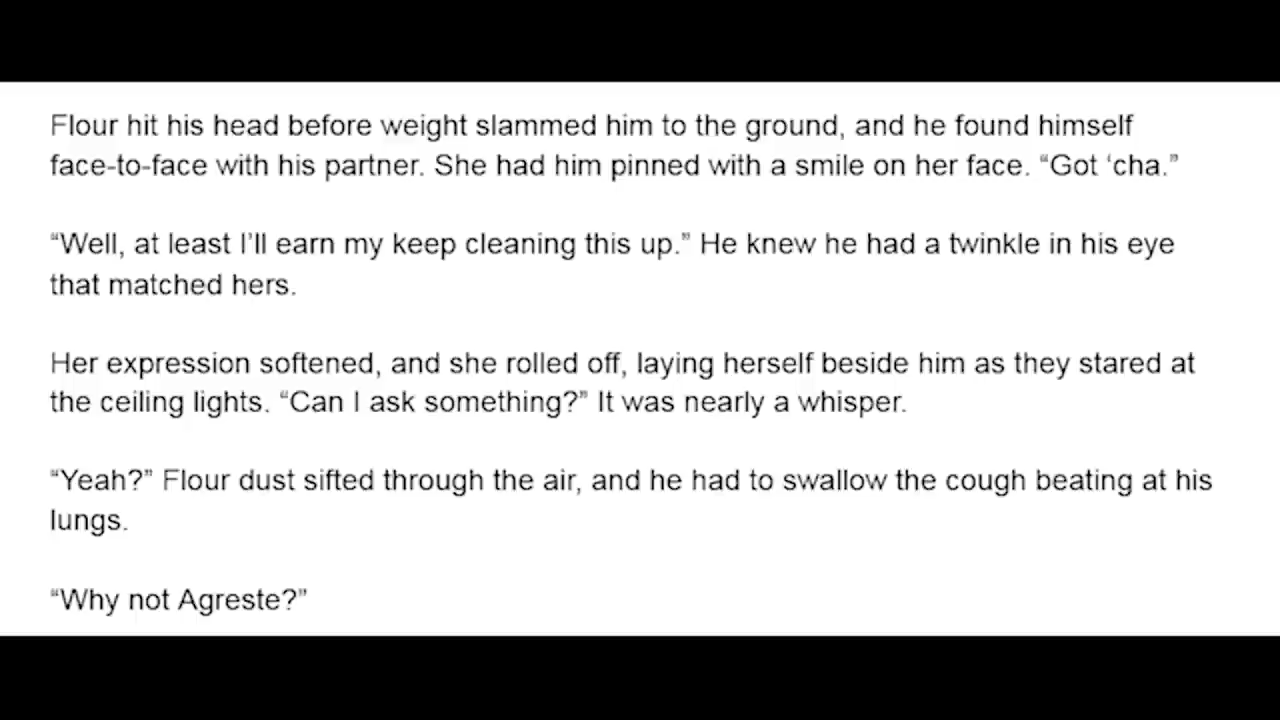 Flour hit his head before weight slammed him to the ground, and he found himself
face-to-face with his partner. She had him pinned with a smile on her face. “Got ‘cha.”
“Well, at least I’ll earn my keep cleaning this up.” He knew he had a twinkle in his eye
that matched hers.
Her expression softened, and she rolled off, laying herself beside him as they stared at
the ceiling lights. “Can I ask something?” It was nearly a whisper.
“Yeah?” Flour dust sifted through the air, and he had to swallow the cough beating at his
lungs.
“Why not Agreste?”